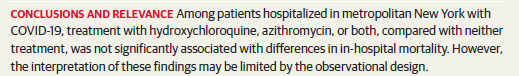 CONCLUSIONS AND RELEVANCE Among patients hospitalized in metropolitan New York with
COVID-19, treatment with hydroxychloroquine, azithromycin, or both, compared with neither
treatment, was not significantly associated with differences in in-hospital mortality. However,
the interpretation of these findings may be limited by the observational design.